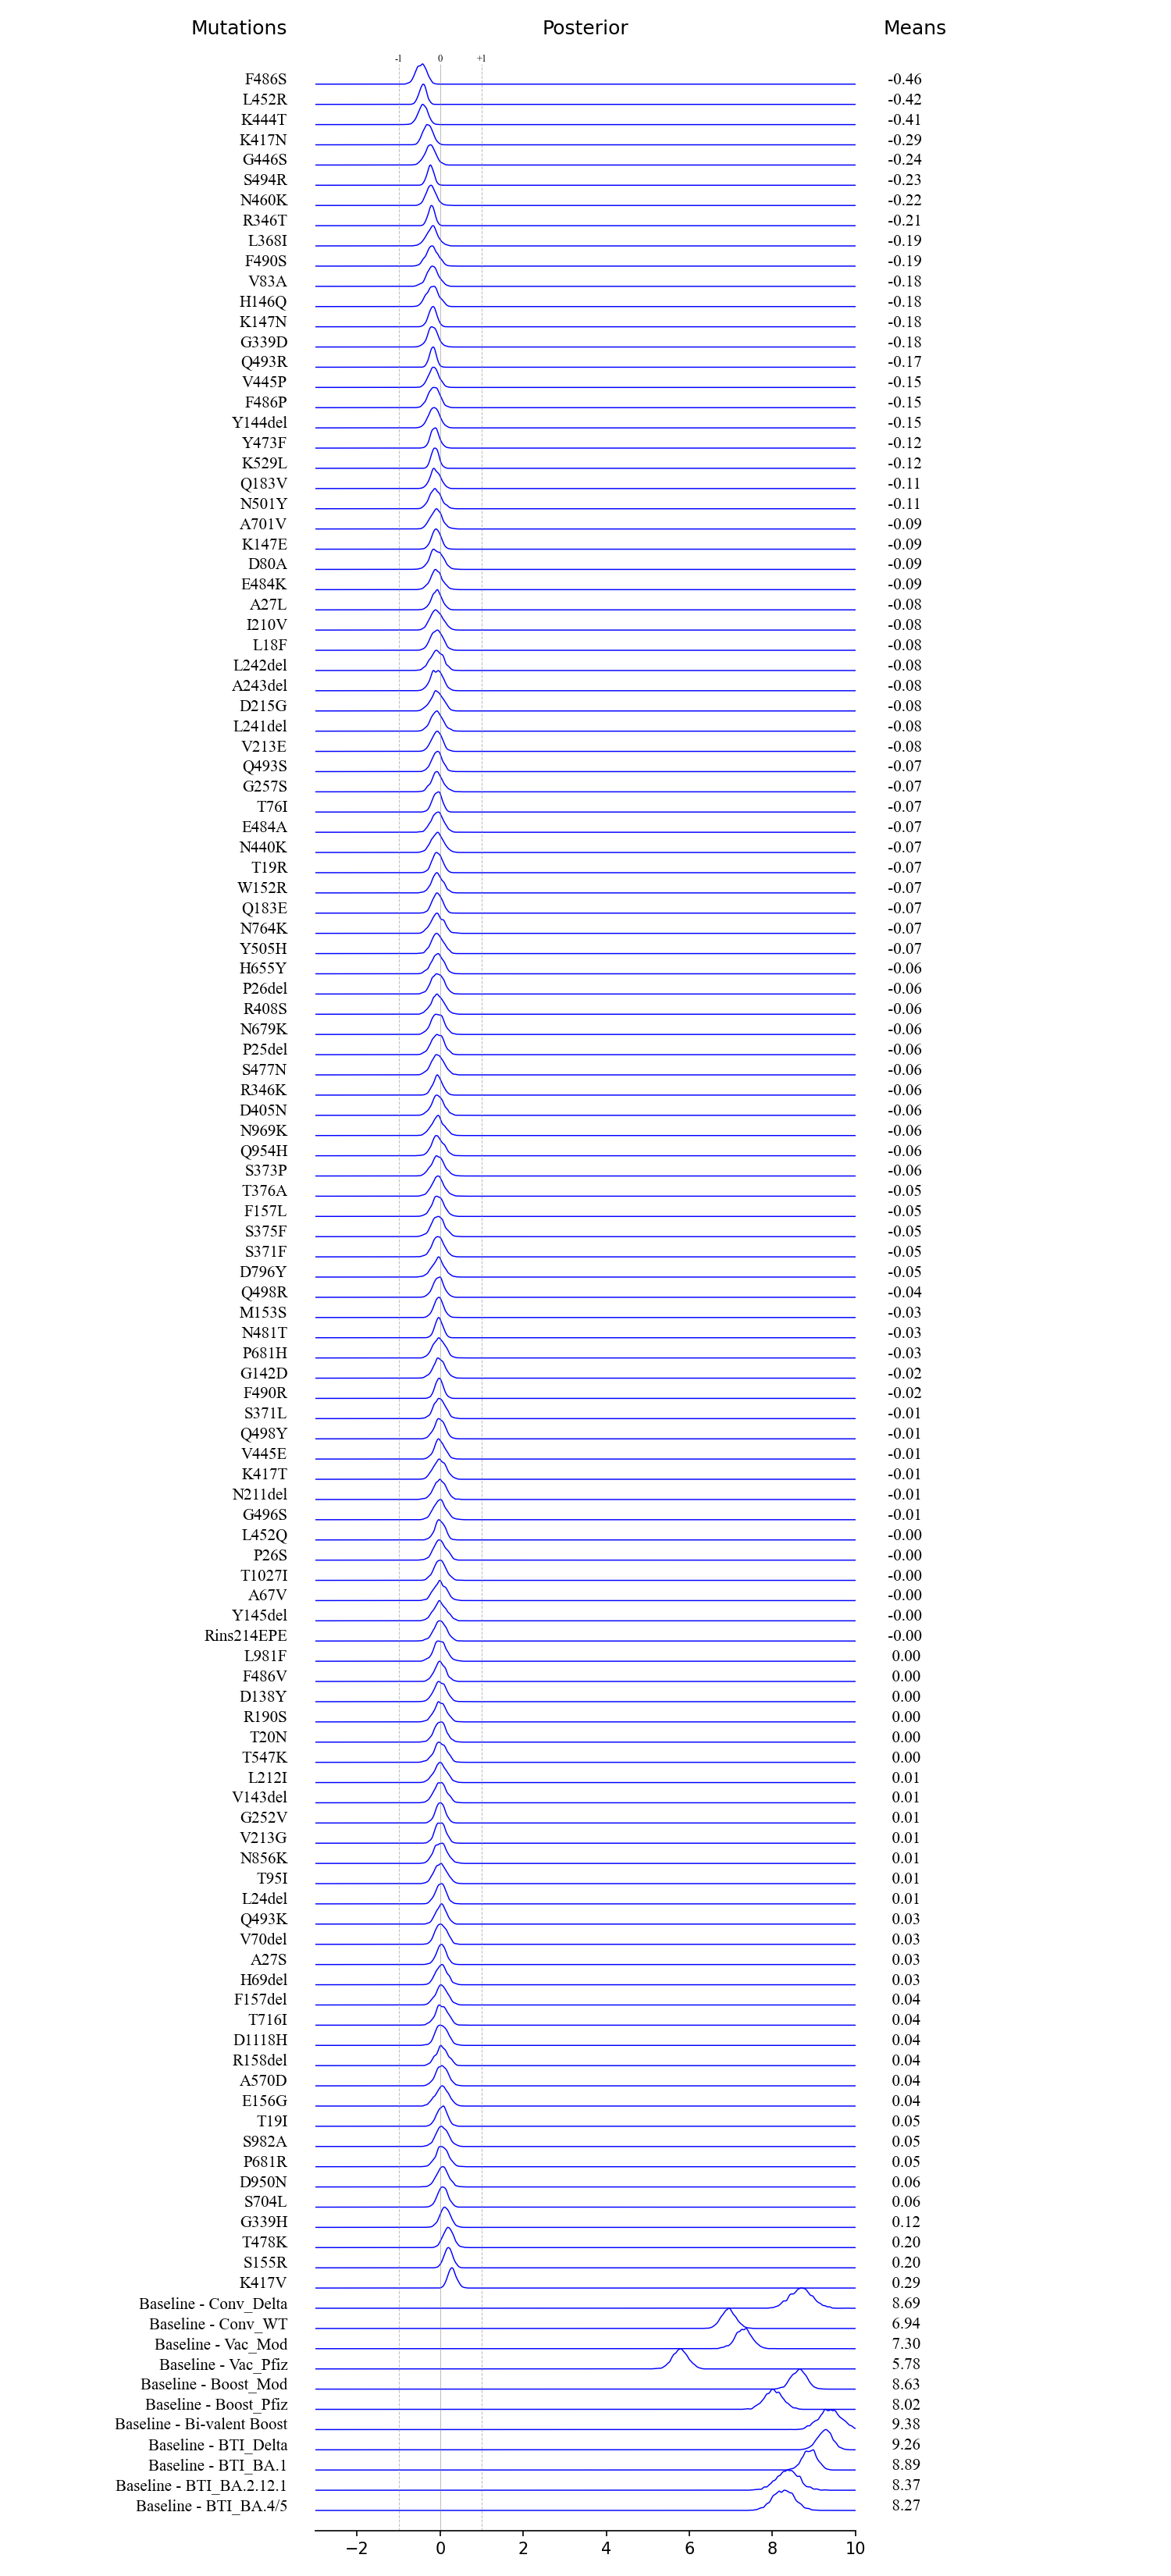 Mutations Posterior Means
-1 0 +1
F486S -0.46
L452R -0.42
K444T -0.41
K417N -0.29
G446S -0.24
S494R -0.23
N460K -0.22
R346T -0.21
L368I -0.19
F490S -0.19
V83A -0.18
H146Q -0.18
K147N -0.18
G339D -0.18
Q493R -0.17
V445P -0.15
F486P -0.15
Y144del -0.15
Y473F -0.12
K529L -0.12
Q183V -0.11
N501Y -0.11
A701V -0.09
K147E -0.09
D80A -0.09
E484K -0.09
A27L -0.08
I210V -0.08
L18F -0.08
L242del -0.08
A243del -0.08
D215G -0.08
L241del -0.08
V213E -0.08
Q493S -0.07
G257S -0.07
T76I -0.07
E484A -0.07
N440K -0.07
T19R -0.07
W152R -0.07
Q183E -0.07
N764K -0.07
Y505H -0.07
H655Y -0.06
P26del -0.06
R408S -0.06
N679K -0.06
P25del -0.06
S477N -0.06
R346K -0.06
D405N -0.06
N969K -0.06
Q954H -0.06
S373P -0.06
T376A -0.05
F157L -0.05
S375F -0.05
S371F -0.05
D796Y -0.05
Q498R -0.04
M153S -0.03
N481T -0.03
P681H -0.03
G142D -0.02
F490R -0.02
S371L -0.01
Q498Y -0.01
V445E -0.01
K417T -0.01
N211del -0.01
G496S -0.01
L452Q -0.00
P26S -0.00
T1027I -0.00
A67V -0.00
Y145del -0.00
Rins214EPE -0.00
L981F 0.00
F486V 0.00
D138Y 0.00
R190S 0.00
T20N 0.00
T547K 0.00
L212I 0.01
V143del 0.01
G252V 0.01
V213G 0.01
N856K 0.01
T95I 0.01
L24del 0.01
Q493K 0.03
V70del 0.03
A27S 0.03
H69del 0.03
F157del 0.04
T716I 0.04
D1118H 0.04
R158del 0.04
A570D 0.04
E156G 0.04
T19I 0.05
S982A 0.05
P681R 0.05
D950N 0.06
S704L 0.06
G339H 0.12
T478K 0.20
S155R 0.20
K417V 0.29
Baseline - Conv_Delta 8.69
Baseline - Conv_WT 6.94
Baseline - Vac_Mod 7.30
Baseline - Vac_Pfiz 5.78
Baseline - Boost_Mod 8.63
Baseline - Boost_Pfiz 8.02
Baseline - Bi-valent Boost 9.38
Baseline - BTI_Delta 9.26
Baseline - BTI_BA.1 8.89
Baseline - BTI_BA.2.12.1 8.37
Baseline - BTI_BA.4/5 8.27
−2 0 2 4 6 8 10